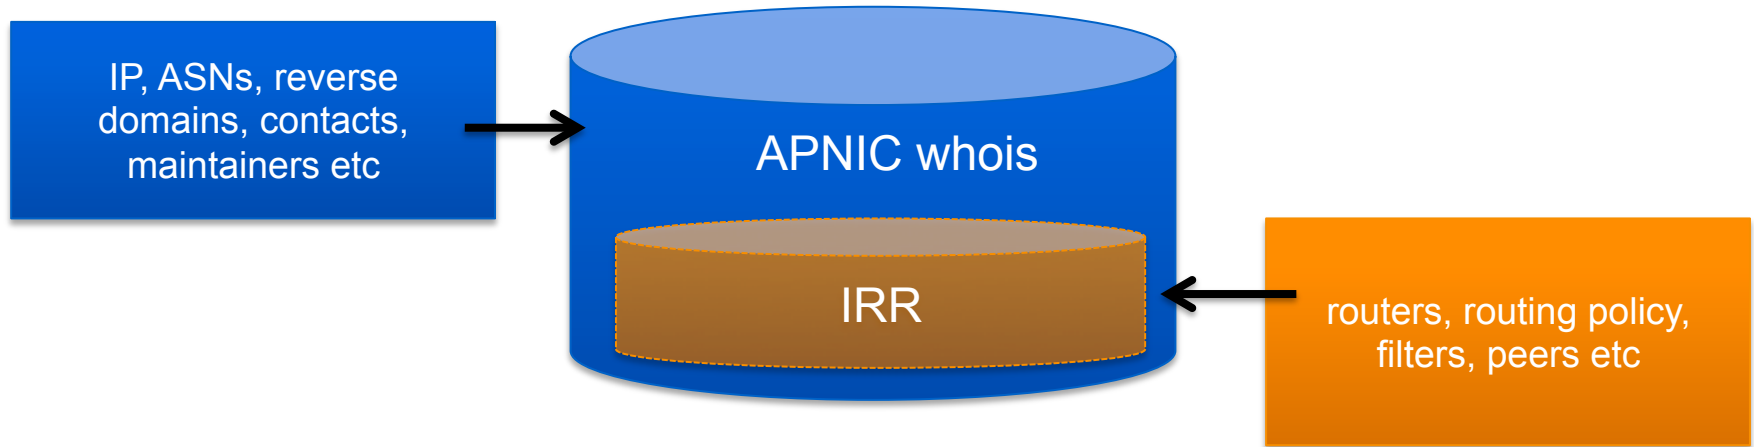 IP, ASNs, reverse
domains, contacts,
maintainers etc
APNIC whois
IRR
routers, routing policy,
filters, peers etc